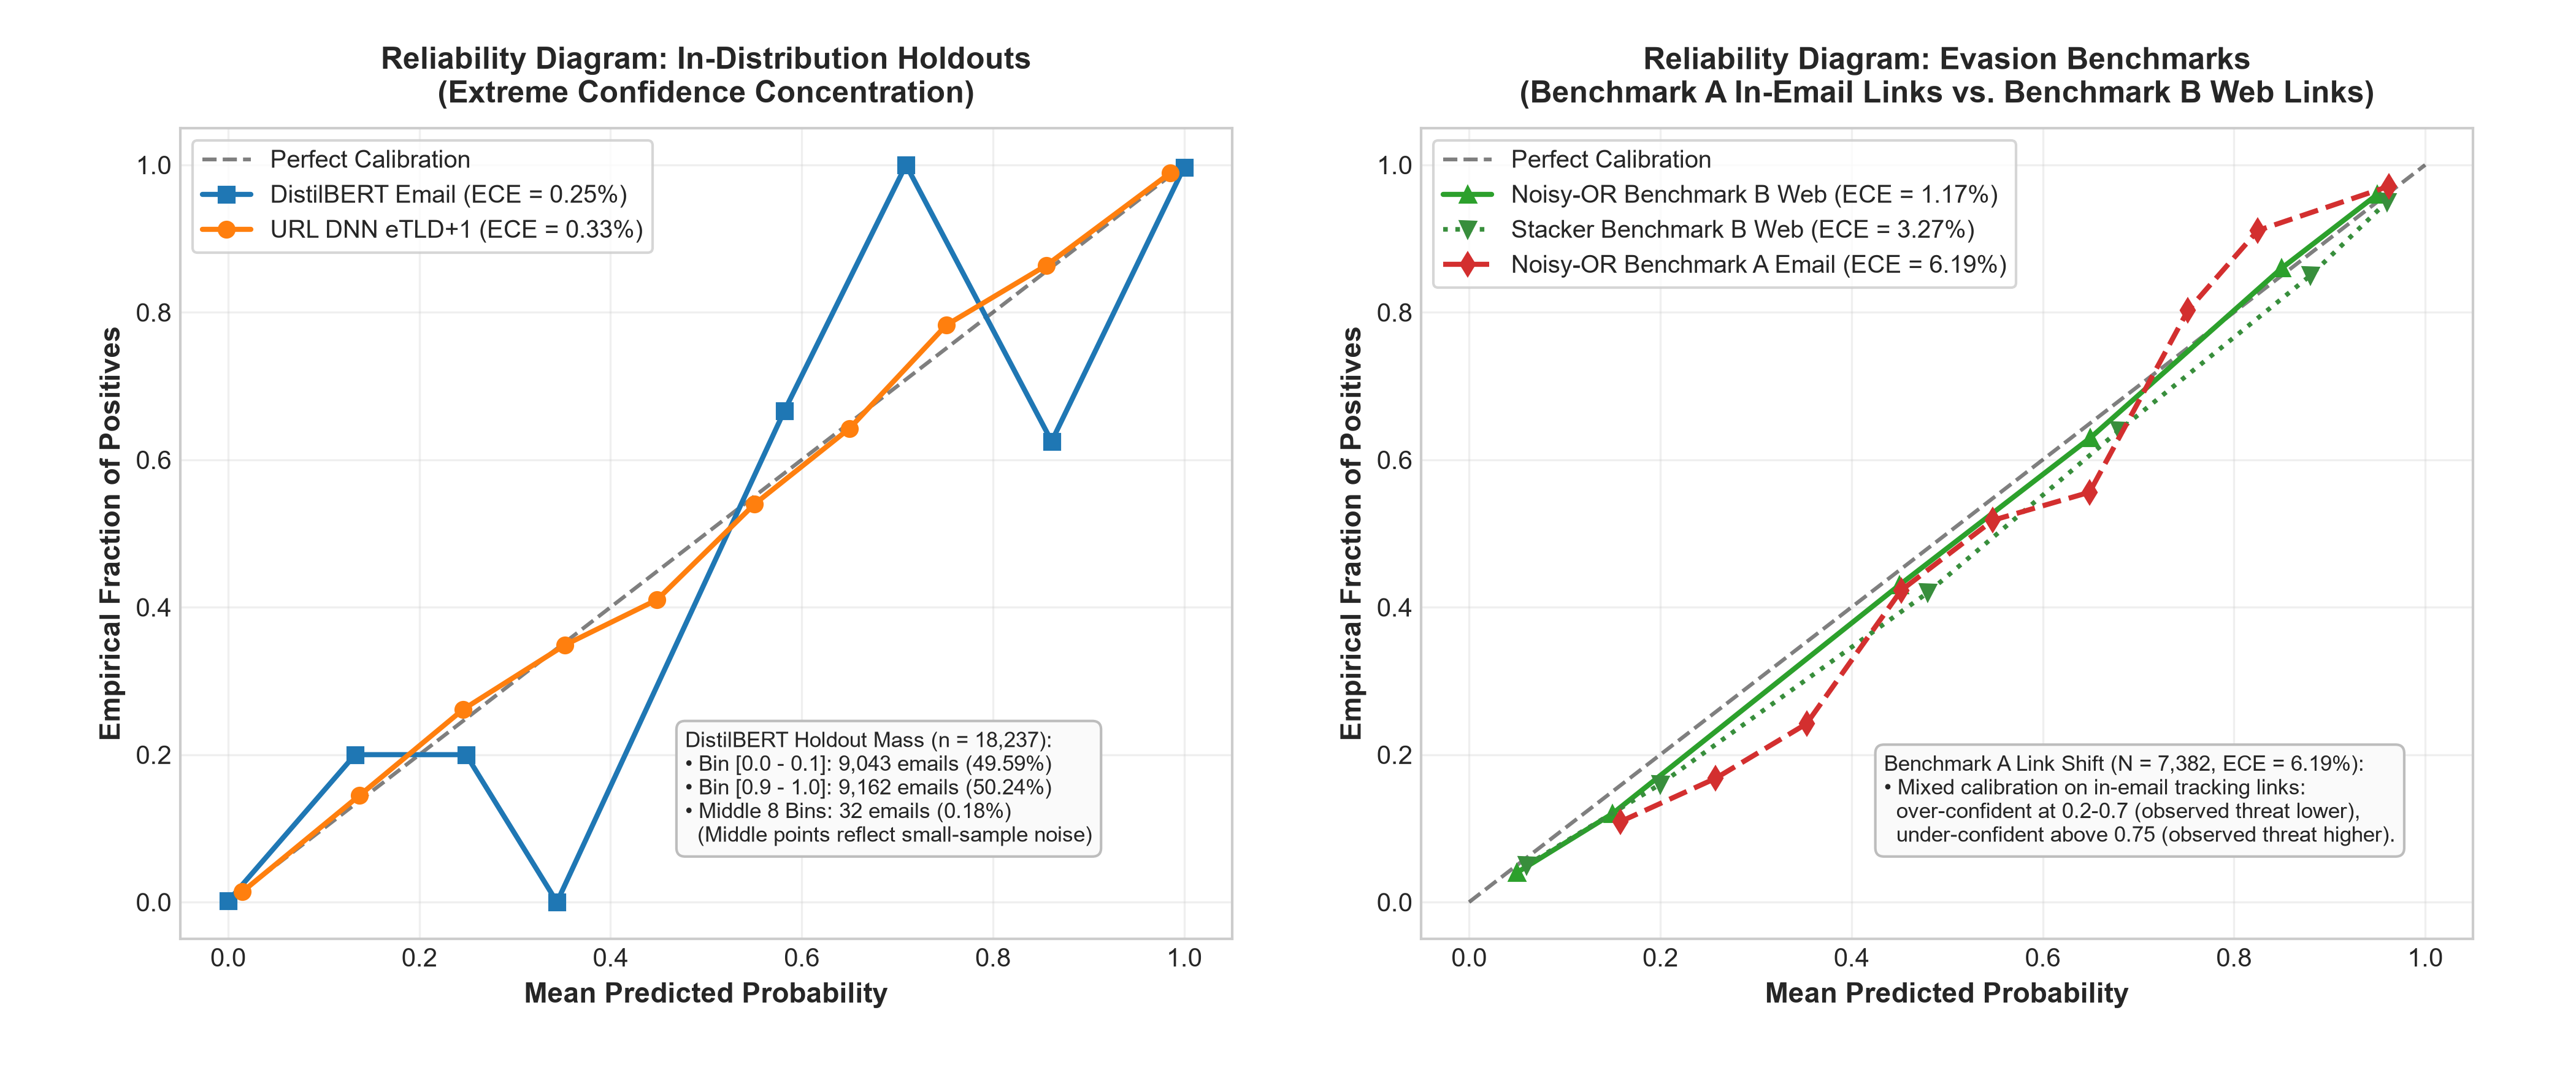 Reliability Diagram: In-Distribution Holdouts
(Extreme Confidence Concentration)
Perfect Calibration
DistilBERT Email (ECE = 0.25%)
URL DNN eTLD+1 (ECE = 0.33%)
Empirical Fraction of Positives
1.0
0.8
0.6
0.4
0.2
0.0
DistilBERT Holdout Mass (n = 18,237):
• Bin [0.0 - 0.1]: 9,043 emails (49.59%)
• Bin [0.9 - 1.0]: 9,162 emails (50.24%)
• Middle 8 Bins: 32 emails (0.18%)
(Middle points reflect small-sample noise)
0.0 0.2 0.4 0.6 0.8 1.0
Mean Predicted Probability
Reliability Diagram: Evasion Benchmarks
(Benchmark A In-Email Links vs. Benchmark B Web Links)
Perfect Calibration
Noisy-OR Benchmark B Web (ECE = 1.17%)
Stacker Benchmark B Web (ECE = 3.27%)
Noisy-OR Benchmark A Email (ECE = 6.19%)
Empirical Fraction of Positives
1.0
0.8
0.6
0.4
0.2
0.0
Benchmark A Link Shift (N = 7,382, ECE = 6.19%):
• Mixed calibration on in-email tracking links:
over-confident at 0.2-0.7 (observed threat lower),
under-confident above 0.75 (observed threat higher).
0.0 0.2 0.4 0.6 0.8 1.0
Mean Predicted Probability